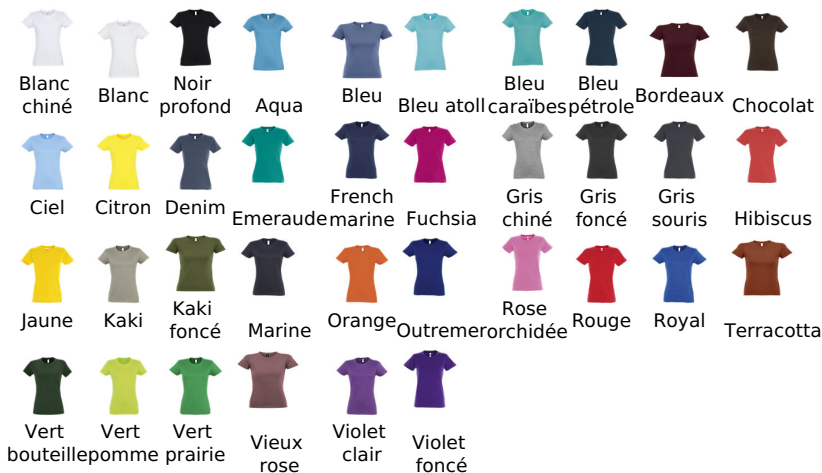 Blanc
chiné
Blanc
Noir
profond
Aqua
Bleu
Bleu atoll
Bleu
caraïbes
Bleu
pétrole
Bordeaux
Chocolat
Ciel
Citron
Denim
Emeraude
French
marine
Fuchsia
Gris
chiné
Gris
foncé
Gris
souris
Hibiscus
Jaune
Kaki
Kaki
foncé
Marine
Orange
Outremer
Rose
orchidée
Rouge
Royal
Terracotta
Vert
bouteille
Vert
pomme
Vert
prairie
Vieux
rose
Violet
clair
Violet
foncé